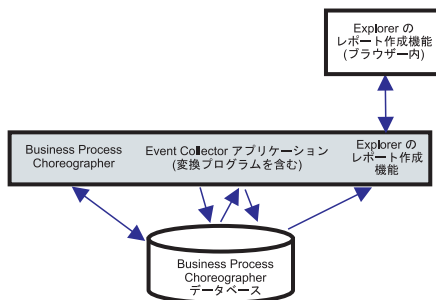 Explorer の
レポート作成機能
(ブラウザー内)
Business Process
Choreographer
Event Collector アプリケーション
(変換プログラムを含む)
Explorer の
レポート作成
機能
Business Process
Choreographer
データベース